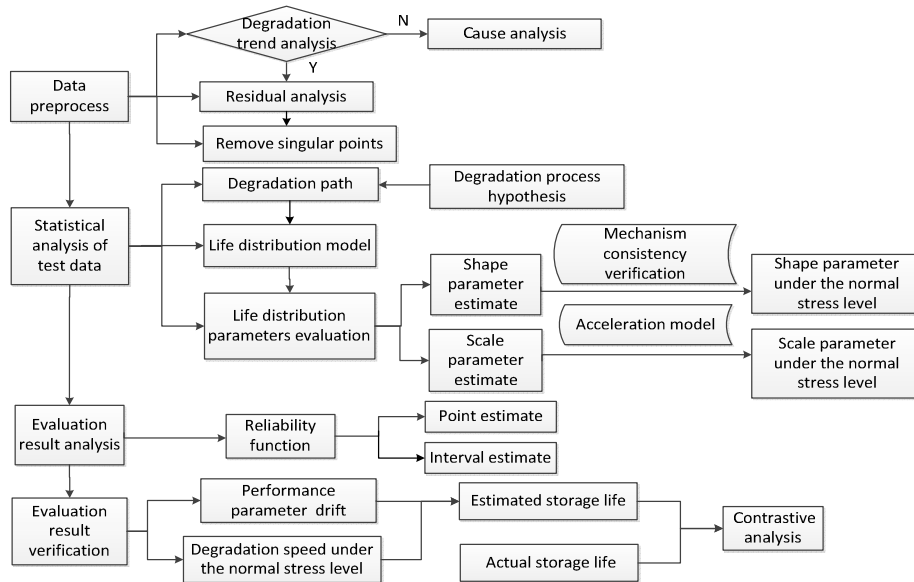 Degradation
trend analysis
N
Cause analysis
Y
Data
preprocess
Residual analysis
Remove singular points
Degradation path
Degradation process
hypothesis
Statistical
analysis of
test data
Life distribution model
Mechanism
consistency
verification
Shape
parameter
estimate
Shape parameter
under the normal
stress level
Life distribution
parameters evaluation
Acceleration model
Scale
parameter
estimate
Scale parameter
under the normal
stress level
Evaluation
result analysis
Reliability
function
Point estimate
Interval estimate
Evaluation
result
verification
Performance
parameter drift
Estimated storage life
Degradation speed under
the normal stress level
Actual storage life
Contrastive
analysis